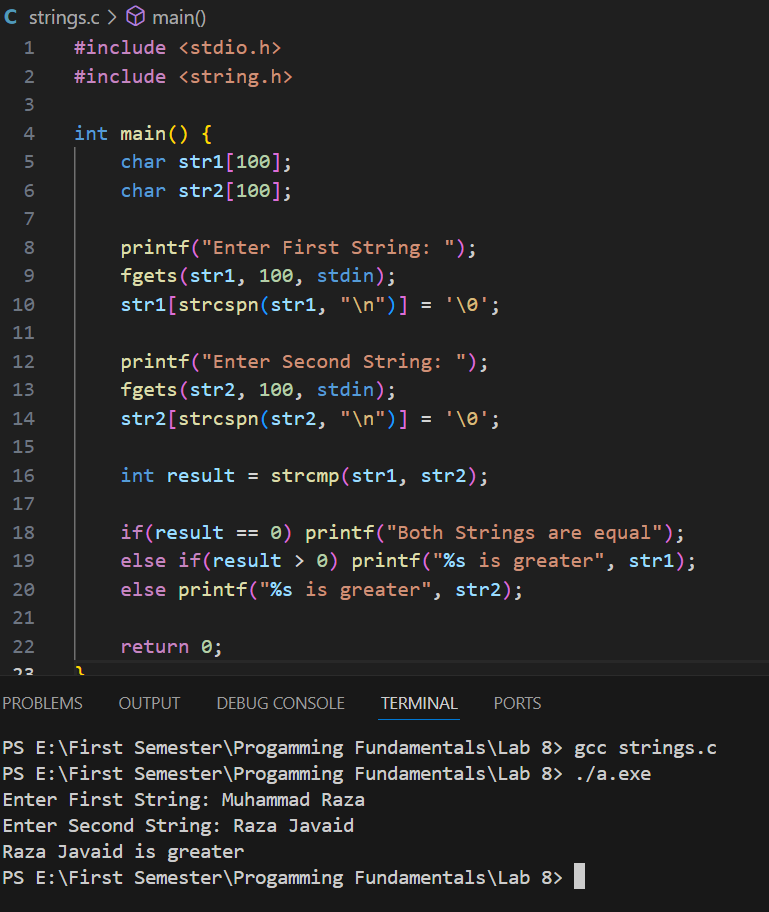 C strings.c > main()
1 #include <stdio.h>
2 #include <string.h>
3
4 int main() {
5     char str1[100];
6     char str2[100];
7
8     printf("Enter First String: ");
9     fgets(str1, 100, stdin);
10     str1[strcspn(str1, "\n")] = '\0';
11
12     printf("Enter Second String: ");
13     fgets(str2, 100, stdin);
14     str2[strcspn(str2, "\n")] = '\0';
15
16     int result = strcmp(str1, str2);
17
18     if(result == 0) printf("Both Strings are equal");
19     else if(result > 0) printf("%s is greater", str1);
20     else printf("%s is greater", str2);
21
22     return 0;
23 }
PROBLEMS OUTPUT DEBUG CONSOLE TERMINAL PORTS
PS E:\First Semester\Progamming Fundamentals\Lab 8> gcc strings.c
PS E:\First Semester\Progamming Fundamentals\Lab 8> ./a.exe
Enter First String: Muhammad Raza
Enter Second String: Raza Javaid
Raza Javaid is greater
PS E:\First Semester\Progamming Fundamentals\Lab 8>